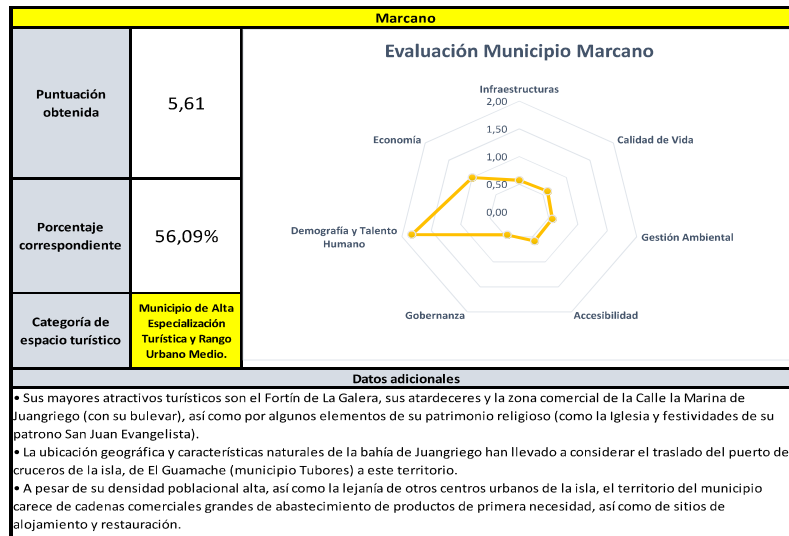 Marcano
Puntuación
obtenida
5,61
Porcentaje
correspondiente
56,09%
Categoría de
espacio turístico
Municipio de Alta
Especialización
Turística y Rango
Urbano Medio.
Evaluación Municipio Marcano
Infraestructuras
2,00
1,50
1,00
0,50
0,00
Economía
Calidad de Vida
Demografía y Talento
Humano
Gestión Ambiental
Gobernanza
Accesibilidad
Datos adicionales
• Sus mayores atractivos turísticos son el Fortín de La Galera, sus atardeceres y la zona comercial de la Calle la Marina de
Juangriego (con su bulevar), así como por algunos elementos de su patrimonio religioso (como la Iglesia y festividades de su
patrono San Juan Evangelista).
• La ubicación geográfica y características naturales de la bahía de Juangriego han llevado a considerar el traslado del puerto de
cruceros de la isla, de El Guamache (municipio Tubores) a este territorio.
• A pesar de su densidad poblacional alta, así como la lejanía de otros centros urbanos de la isla, el territorio del municipio
carece de cadenas comerciales grandes de abastecimiento de productos de primera necesidad, así como de sitios de
alojamiento y restauración.